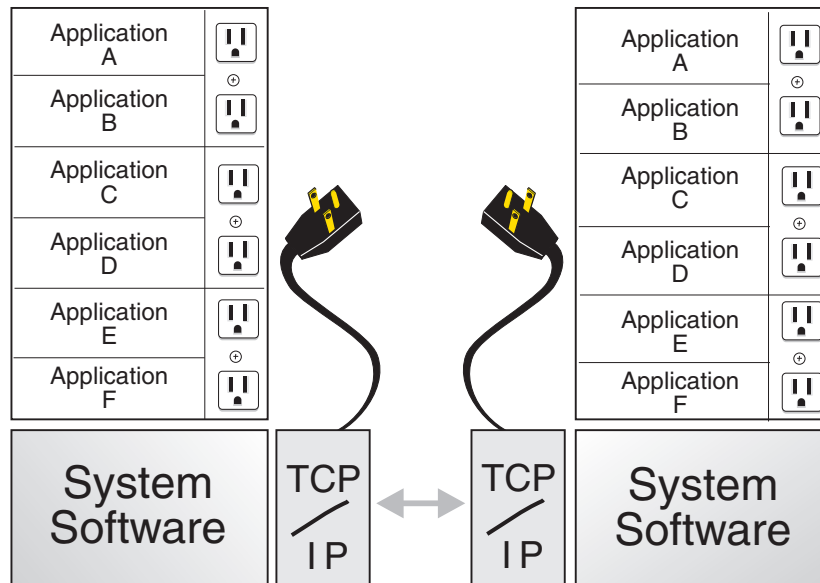 Application
A
Application
B
Application
C
Application
D
Application
E
Application
F
System
Software
TCP
/
IP
TCP
/
IP
Application
A
Application
B
Application
C
Application
D
Application
E
Application
F
System
Software